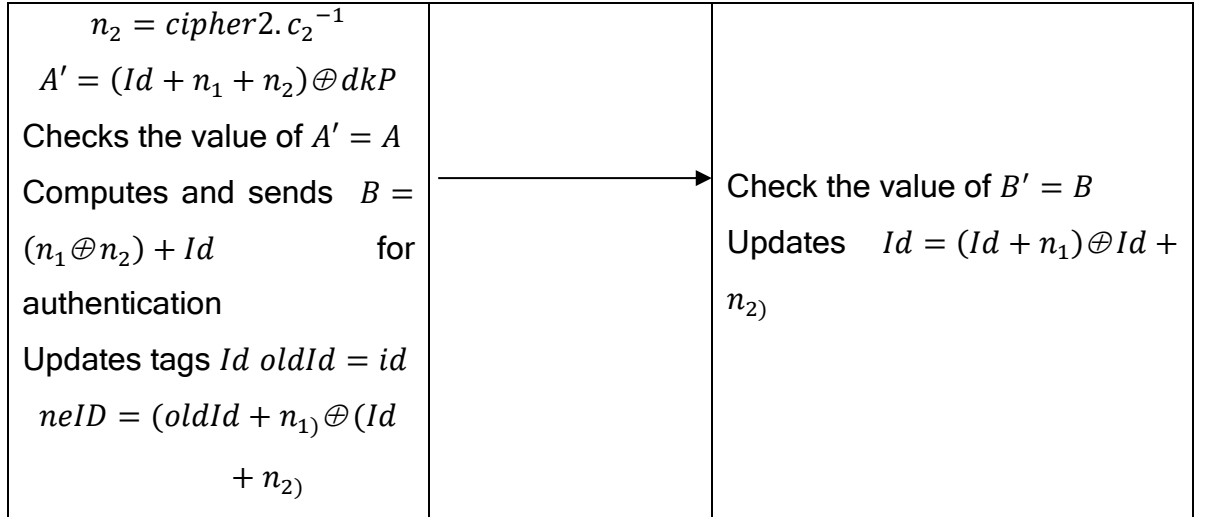 n₂ = cipher2. c₂⁻¹
A′ = (Id + n₁ + n₂)⊕dkP
Checks the value of A′ = A
Computes and sends B =
(n₁⊕n₂) + Id for
authentication
Updates tags Id oldId = id
neID = (oldId + n₁₎⊕(Id
+ n₂₎
Check the value of B′ = B
Updates Id = (Id + n₁)⊕Id +
n₂₎